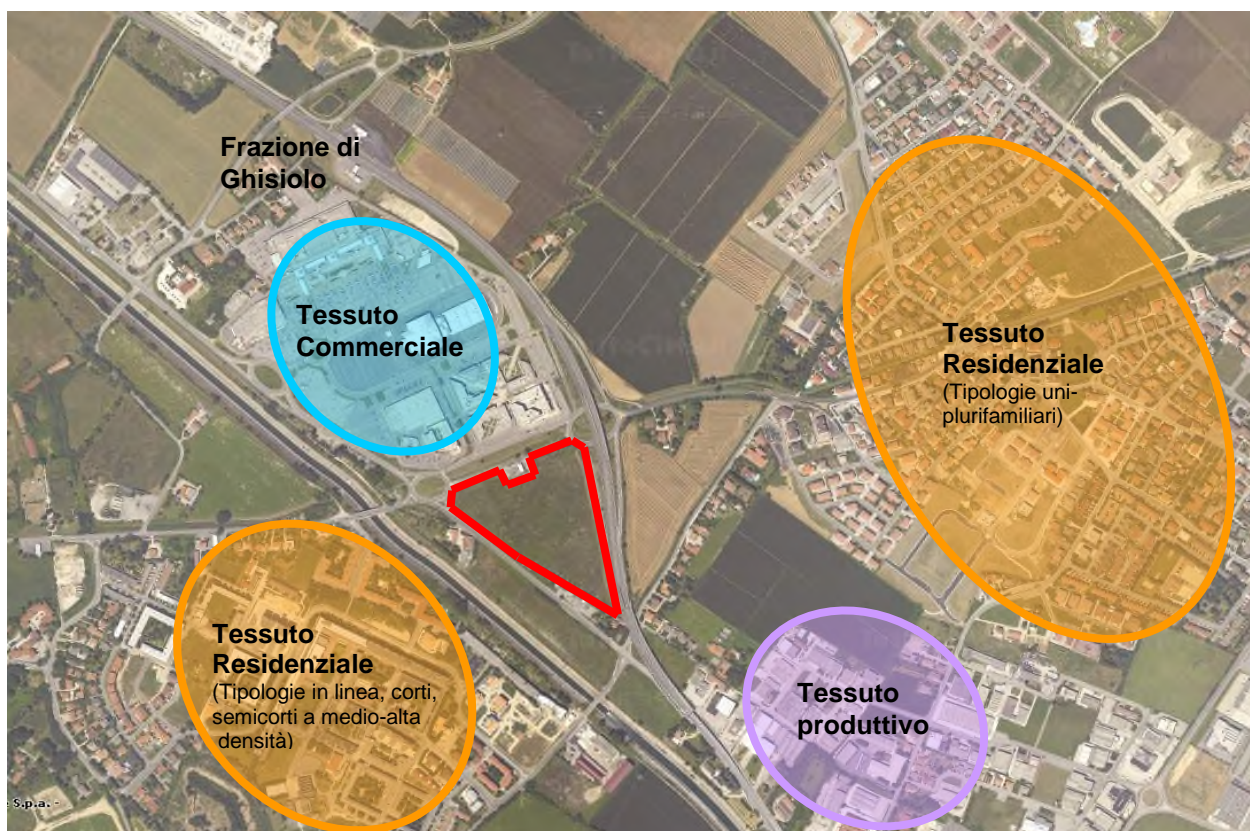 Frazione di
Ghisiolo
Tessuto
Commerciale
Tessuto
Residenziale
(Tipologie uni-
plurifamiliari)
Tessuto
Residenziale
(Tipologie in linea, corti,
semicorti a medio-alta
densità)
Tessuto
produttivo
S.p.a. -